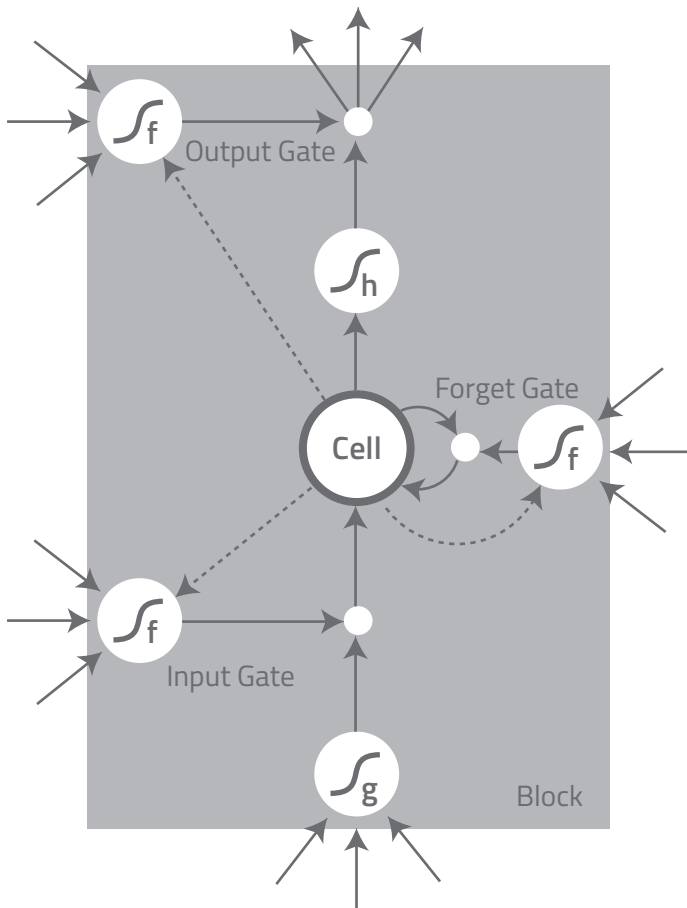 f
Output Gate
h
Forget Gate
Cell
f
f
Input Gate
g
Block